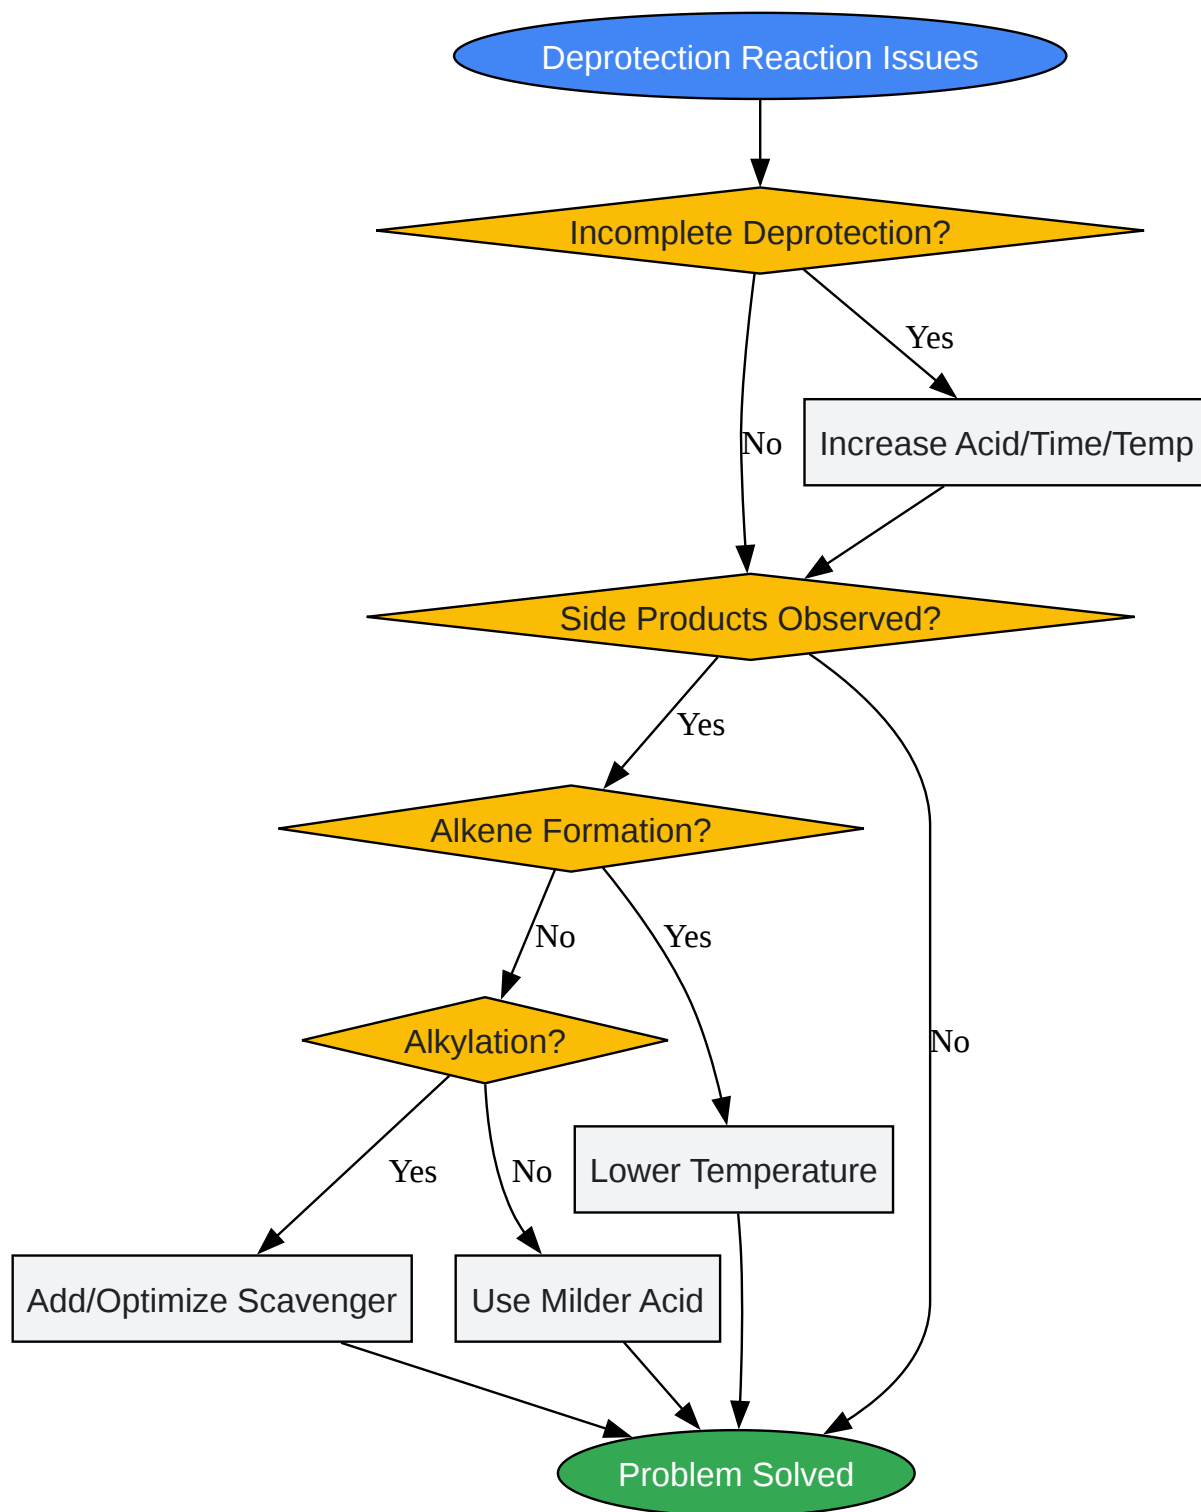 Deprotection Reaction Issues
Incomplete Deprotection?
Yes
No
Increase Acid/Time/Temp
Side Products Observed?
Yes
Alkene Formation?
No
Yes
Alkylation?
No
Yes
No
Lower Temperature
Add/Optimize Scavenger
Use Milder Acid
Problem Solved